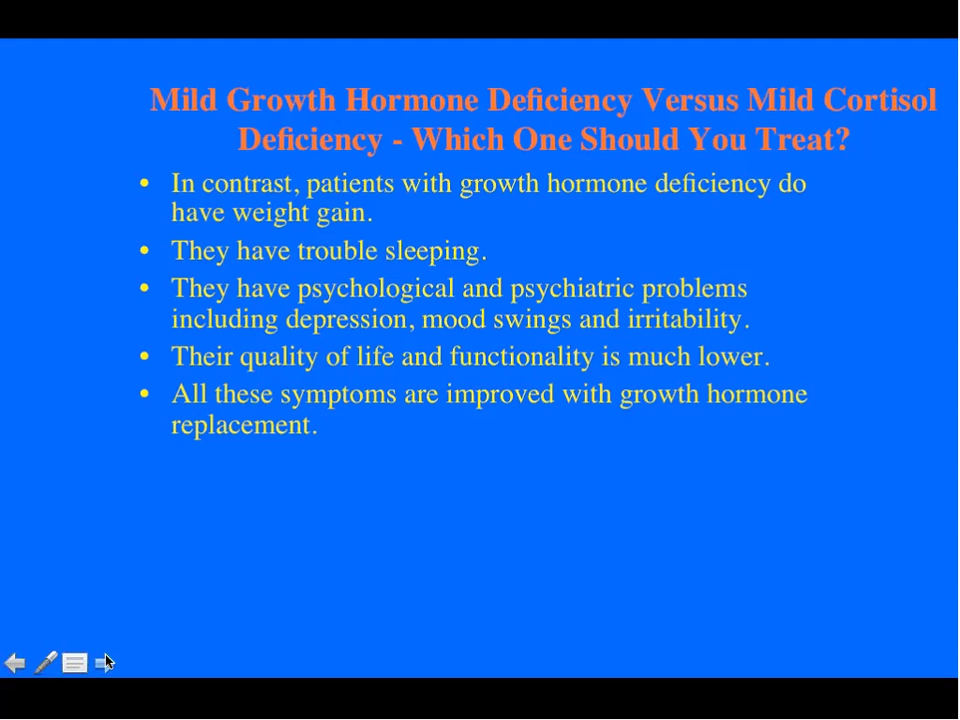 Mild Growth Hormone Deficiency Versus Mild Cortisol
Deficiency - Which One Should You Treat?
• In contrast, patients with growth hormone deficiency do
have weight gain.
• They have trouble sleeping.
• They have psychological and psychiatric problems
including depression, mood swings and irritability.
• Their quality of life and functionality is much lower.
• All these symptoms are improved with growth hormone
replacement.